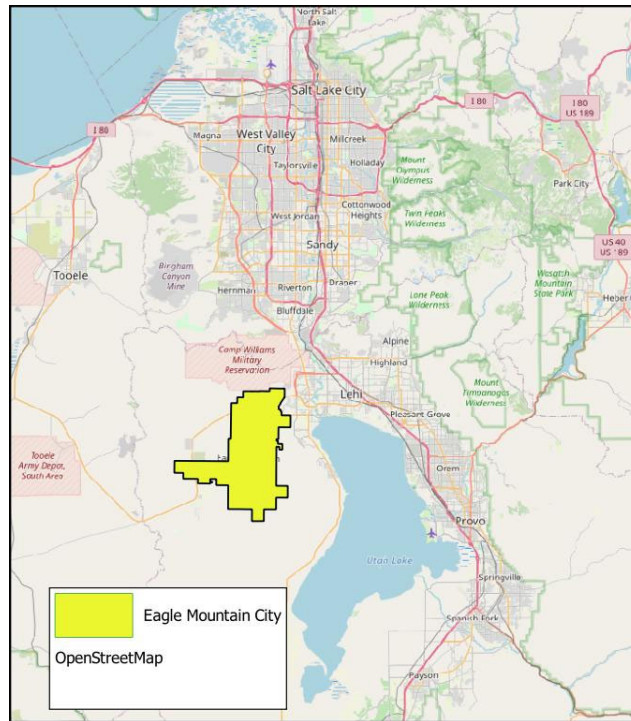 North Salt
Lake
Salt Lake City
I 80
I 80
US 189
I 80
Magna
West Valley
City
Millcreek
Taylorsville
Holladay
Mount
Olympus
Wilderness
Park City
West Jordan
Cottonwood
Heights
Twin Peaks
Wilderness
Sandy
US 40
US 189
Tooele
Bingham
Canyon
Mine
Herriman
Riverton
Draper
Bluffdale
Lone Peak
Wilderness
Wasatch
Mountain
State Park
Heber
Camp Williams
Military
Reservation
Alpine
Highland
Lehi
Mount
Timpanogos
Wilderness
Pleasant Grove
Tooele
Army Depot,
South Area
Orem
Provo
Utah Lake
Springville
Spanish Fork
Payson
Eagle Mountain City
OpenStreetMap